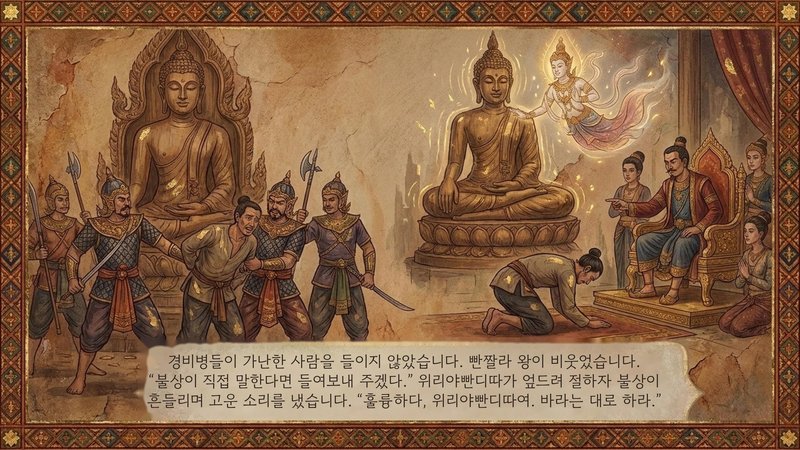 경비병들이 가난한 사람을 들이지 않았습니다. 빤짤라 왕이 비웃었습니다.
“불상이 직접 말한다면 들여보내 주겠다.” 위리야빤디따가 엎드려 절하자 불상이
흔들리며 고운 소리를 냈습니다. “훌륭하다, 위리야빤디따여. 바라는 대로 하라.”